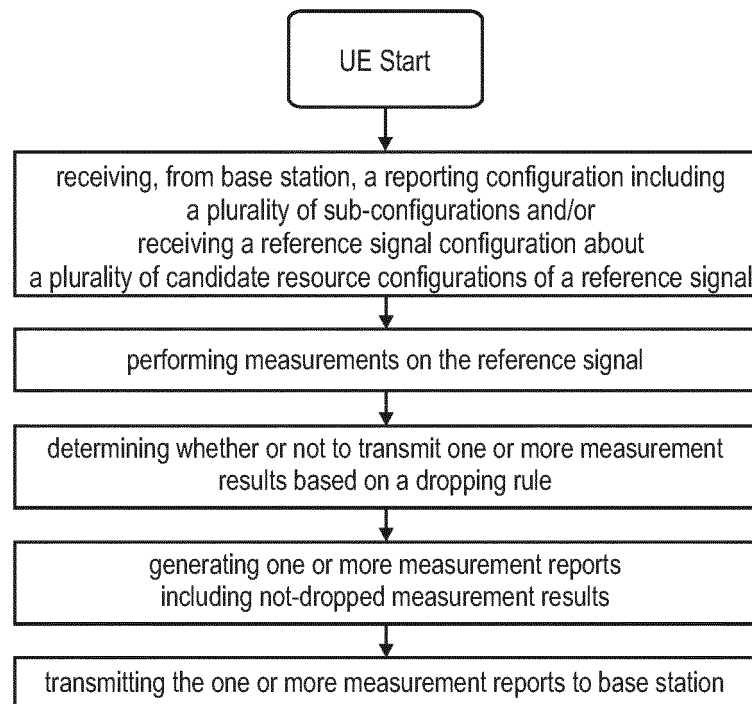 UE Start
receiving, from base station, a reporting configuration including
a plurality of sub-configurations and/or
receiving a reference signal configuration about
a plurality of candidate resource configurations of a reference signal
performing measurements on the reference signal
determining whether or not to transmit one or more measurement
results based on a dropping rule
generating one or more measurement reports
including not-dropped measurement results
transmitting the one or more measurement reports to base station